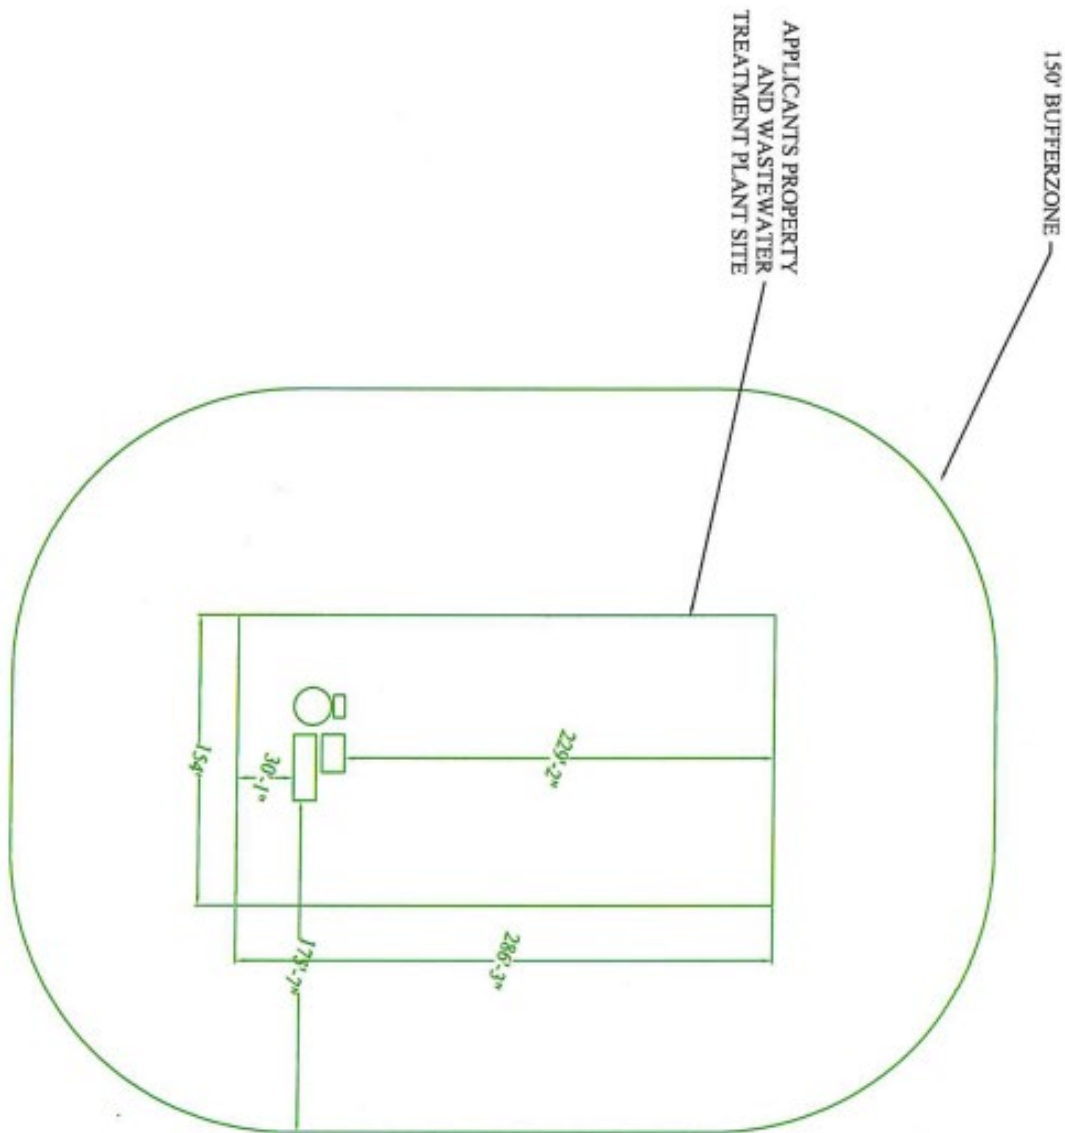 150' BUFFERZONE
APPLICANTS PROPERTY
AND WASTEWATER
TREATMENT PLANT SITE
229'-2"
30'-1"
154'
286'-3"
175'-7"